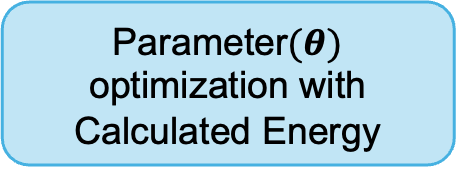 Parameter(𝜽)
optimization with
Calculated Energy